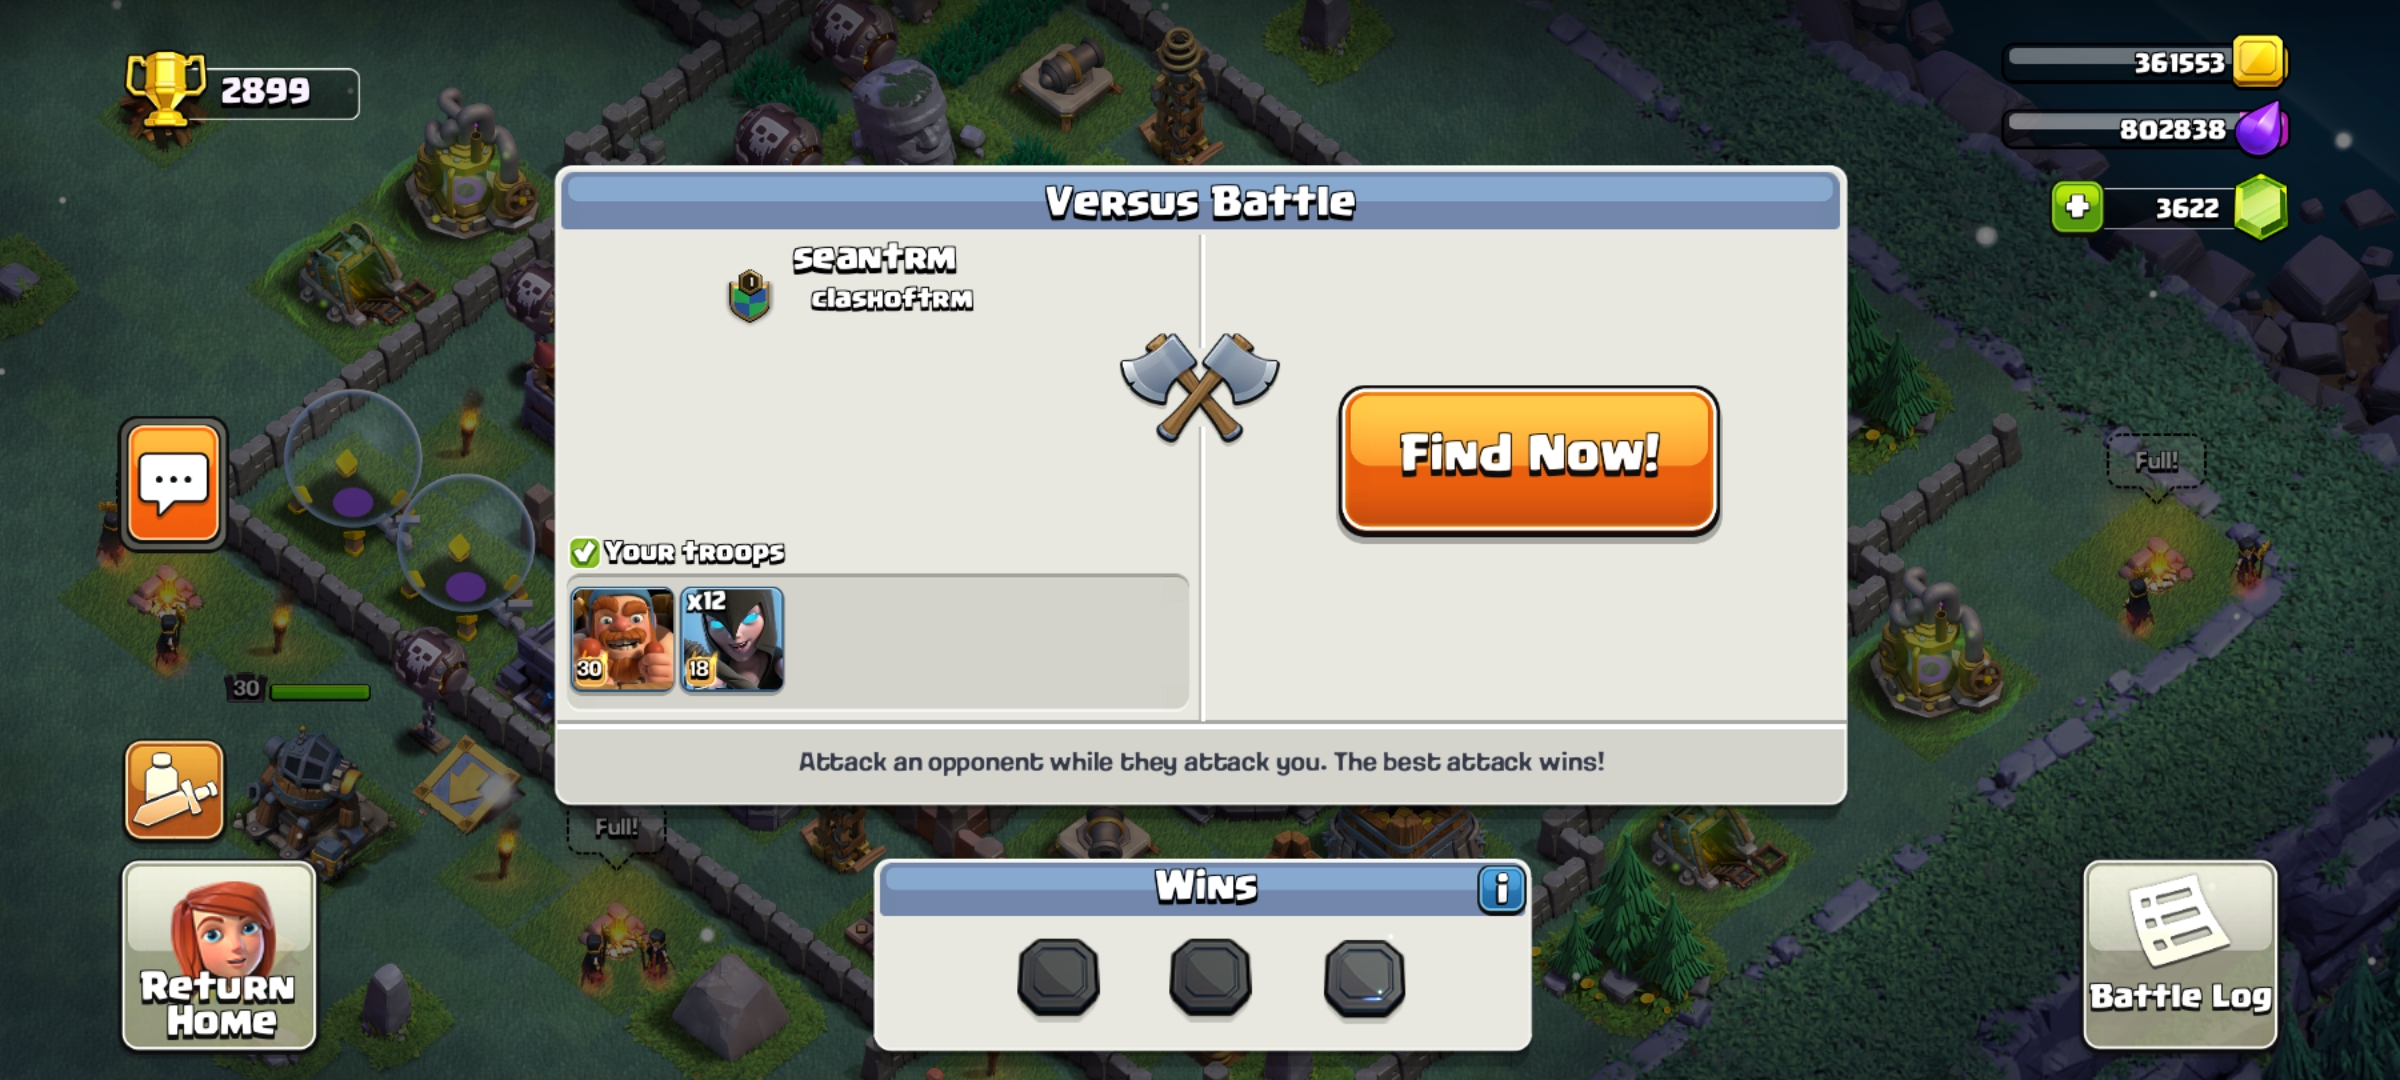 2899
361553
802838
3622
Versus Battle
seantrm
1
clashoftrm
Find Now!
Full!
Your troops
30
x12
18
30
Attack an opponent while they attack you. The best attack wins!
Full!
Wins
i
Return
Home
Battle Log